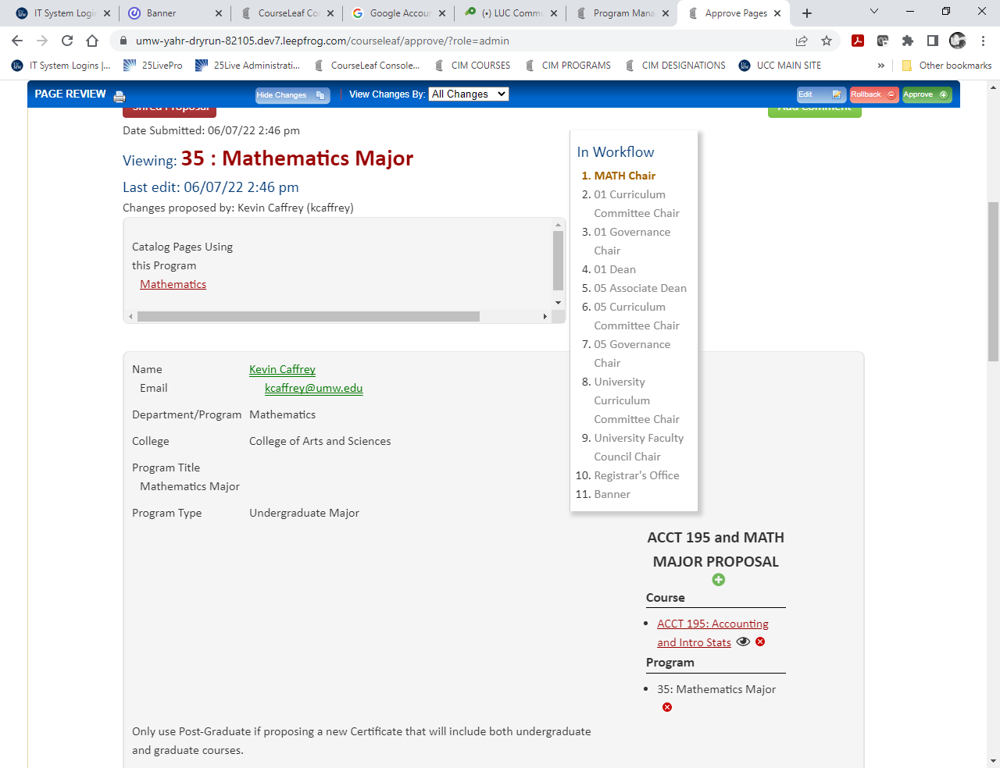 IT System Login
Banner
CourseLeaf Co
Google Accoun
(•) LUC Commu
Program Mana
Approve Pages
umw-yahr-dryrun-82105.dev7.leepfrog.com/courseleaf/approve/?role=admin
IT System Logins |...
25LivePro
25Live Administrati...
CourseLeaf Console...
CIM COURSES
CIM PROGRAMS
CIM DESIGNATIONS
UCC MAIN SITE
»
Other bookmarks
PAGE REVIEW
Hide Changes
View Changes By: All Changes
Edit
Rollback
Approve
Shred Proposal
Add Comment
Date Submitted: 06/07/22 2:46 pm
Viewing: 35 : Mathematics Major
Last edit: 06/07/22 2:46 pm
Changes proposed by: Kevin Caffrey (kcaffrey)
Catalog Pages Using
this Program
Mathematics
In Workflow
1. MATH Chair
2. 01 Curriculum
Committee Chair
3. 01 Governance
Chair
4. 01 Dean
5. 05 Associate Dean
6. 05 Curriculum
Committee Chair
7. 05 Governance
Chair
8. University
Curriculum
Committee Chair
9. University Faculty
Council Chair
10. Registrar's Office
11. Banner
Name Kevin Caffrey
Email kcaffrey@umw.edu
Department/Program Mathematics
College College of Arts and Sciences
Program Title
Mathematics Major
Program Type Undergraduate Major
ACCT 195 and MATH
MAJOR PROPOSAL
Course
• ACCT 195: Accounting
and Intro Stats
Program
• 35: Mathematics Major
Only use Post-Graduate if proposing a new Certificate that will include both undergraduate
and graduate courses.